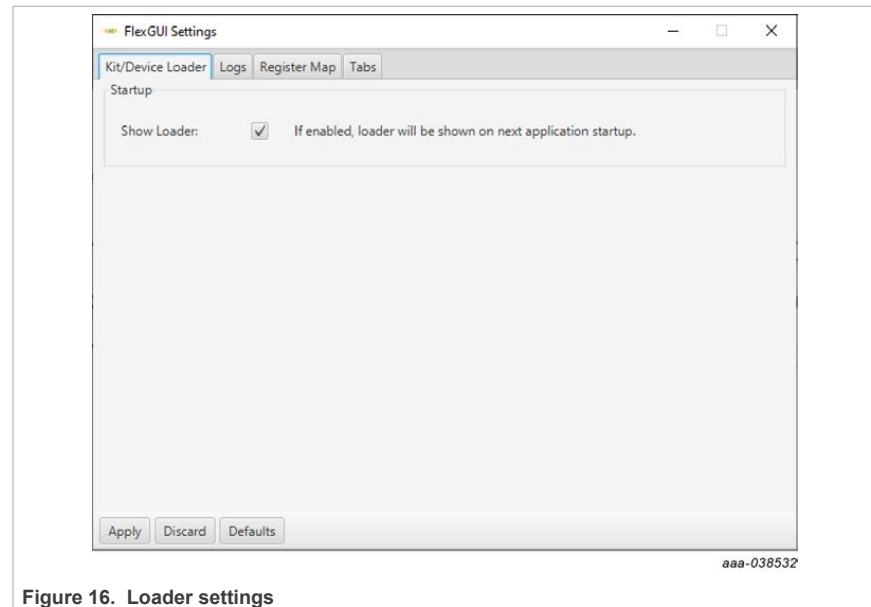 FlexGUI Settings
Kit/Device Loader Logs Register Map Tabs
Startup
Show Loader: If enabled, loader will be shown on next application startup.
Apply Discard Defaults
aaa-038532
Figure 16. Loader settings